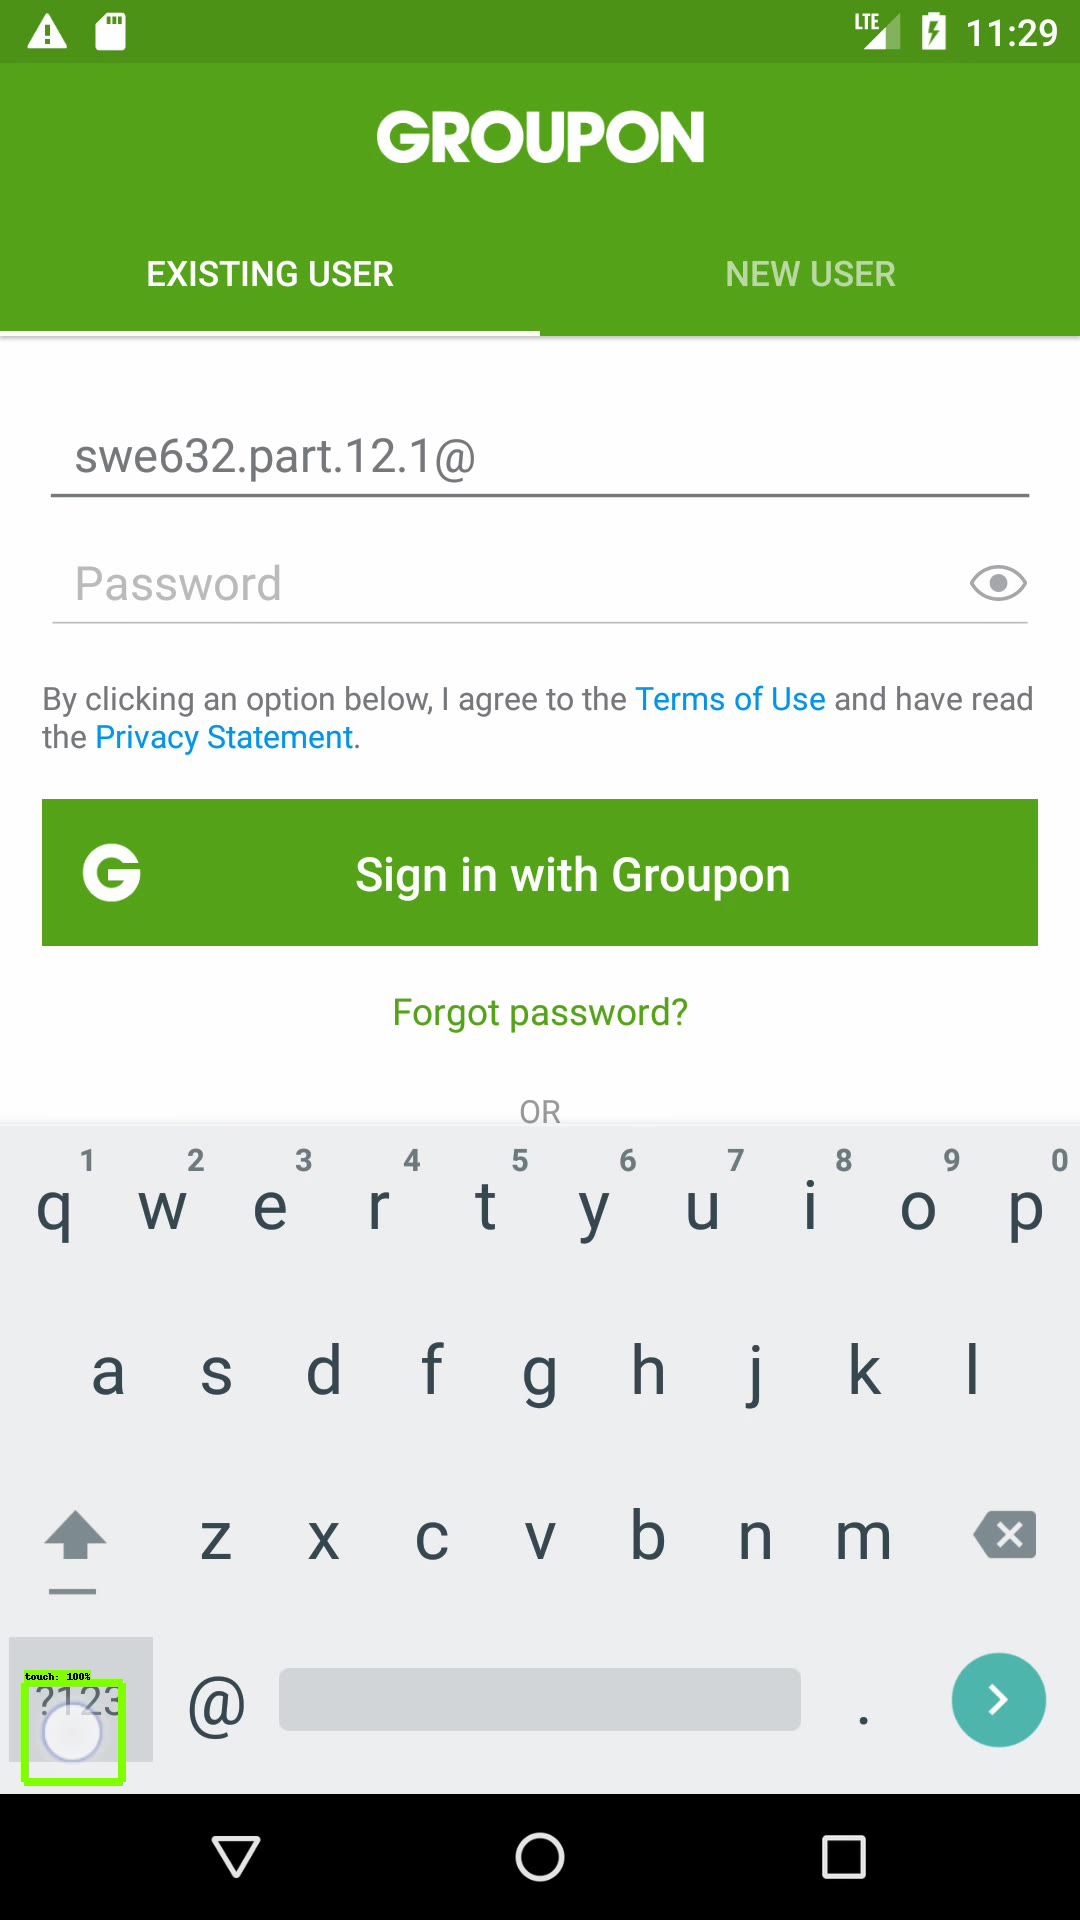 LTE 11:29
GROUPON
EXISTING USER NEW USER
swe632.part.12.1@
Password
By clicking an option below, I agree to the Terms of Use and have read
the Privacy Statement.
G Sign in with Groupon
Forgot password?
OR
1 2 3 4 5 6 7 8 9 0
q w e r t y u i o p
a s d f g h j k l
z x c v b n m
touch: 100%
?123 @ .